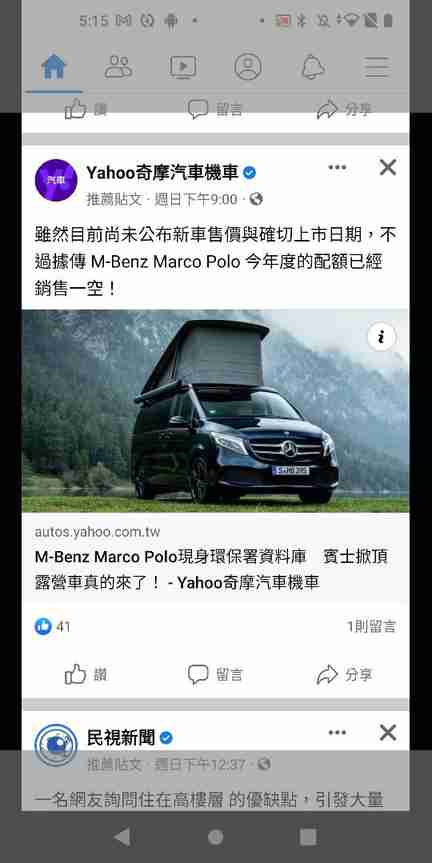 5:15
讚 留言 分享
汽車
Yahoo奇摩汽車機車
推薦貼文 · 週日下午9:00 ·
雖然目前尚未公布新車售價與確切上市日期，不
過據傳 M-Benz Marco Polo 今年度的配額已經
銷售一空！
S·MB 395
autos.yahoo.com.tw
M-Benz Marco Polo現身環保署資料庫　賓士掀頂
露營車真的來了！ - Yahoo奇摩汽車機車
41 1則留言
讚 留言 分享
民視新聞
推薦貼文 · 週日下午12:37 ·
一名網友詢問住在高樓層 的優缺點，引發大量